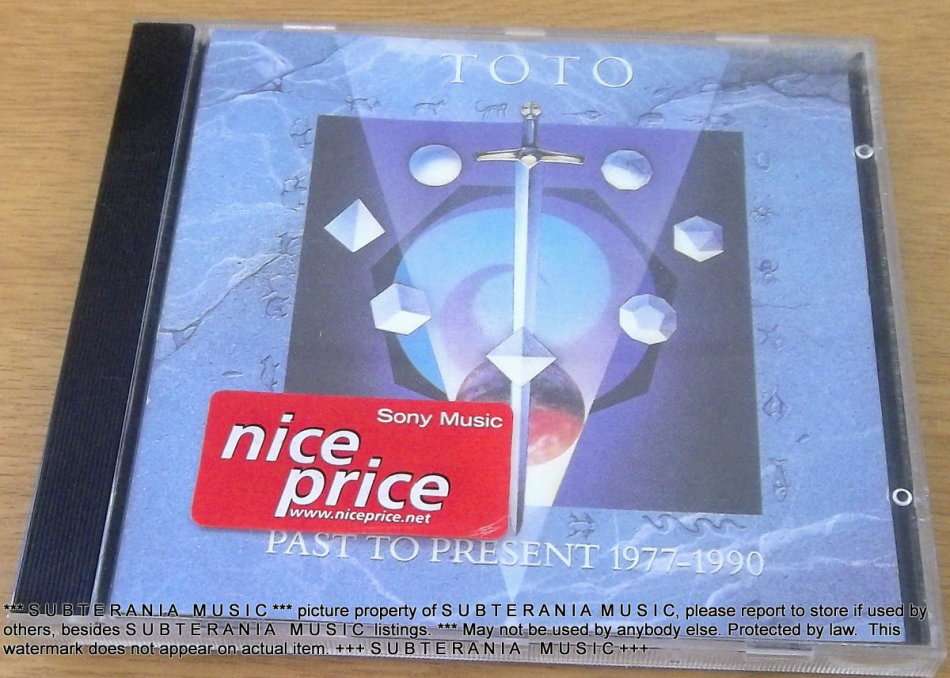 TOTO
Sony Music
nice
price
www.niceprice.net
PAST TO PRESENT 1977-1990
*** S U B T E R A N I A   M U S I C *** picture property of S U B T E R A N I A  M U S I C, please report to store if used by
others, besides S U B T E R A N I A   M U S I C  listings. *** May not be used by anybody else. Protected by law.  This
watermark does not appear on actual item. +++ S U B T E R A N I A   M U S I C +++